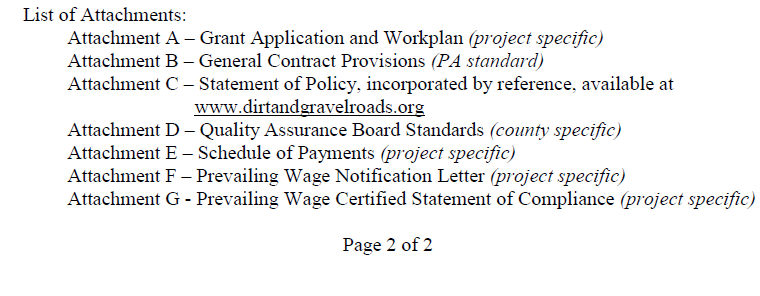 List of Attachments:
Attachment A – Grant Application and Workplan (project specific)
Attachment B – General Contract Provisions (PA standard)
Attachment C – Statement of Policy, incorporated by reference, available at
www.dirtandgravelroads.org
Attachment D – Quality Assurance Board Standards (county specific)
Attachment E – Schedule of Payments (project specific)
Attachment F – Prevailing Wage Notification Letter (project specific)
Attachment G - Prevailing Wage Certified Statement of Compliance (project specific)
Page 2 of 2